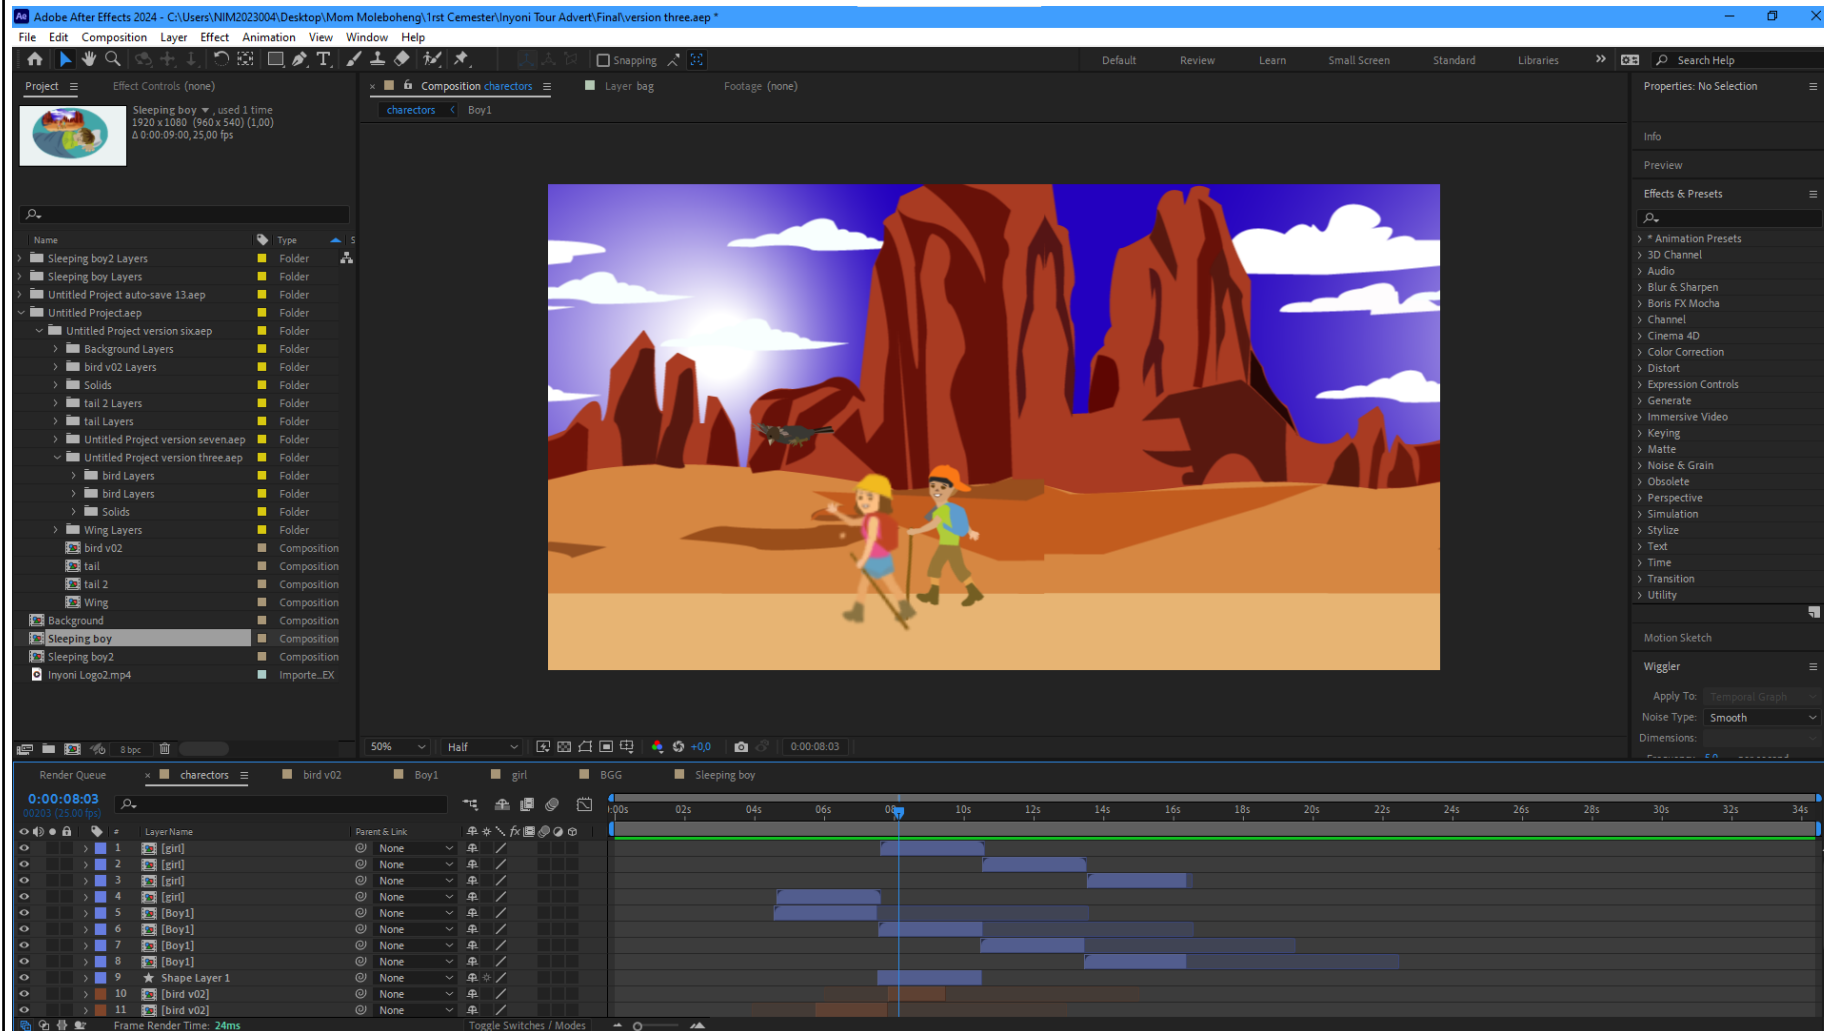 Adobe After Effects 2024 - C:\Users\NIM2023004\Desktop\Mom Moleboheng\1rst Cemester\Inyoni Tour Advert\Final\version three.aep *
File Edit Composition Layer Effect Animation View Window Help
Snapping Default Review Learn Small Screen Standard Libraries Search Help
Project Effect Controls (none)
Sleeping boy , used 1 time
1920 x 1080 (960 x 540) (1,00)
Δ 0:00:09:00, 25,00 fps
Name Type S
Sleeping boy2 Layers Folder
Sleeping boy Layers Folder
Untitled Project auto-save 13.aep Folder
Untitled Project.aep Folder
Untitled Project version six.aep Folder
Background Layers Folder
bird v02 Layers Folder
Solids Folder
tail 2 Layers Folder
tail Layers Folder
Untitled Project version seven.aep Folder
Untitled Project version three.aep Folder
bird Layers Folder
bird Layers Folder
Solids Folder
Wing Layers Folder
bird v02 Composition
tail Composition
tail 2 Composition
Wing Composition
Background Composition
Sleeping boy Composition
Sleeping boy2 Composition
Inyoni Logo2.mp4 Importe...EX
8 bpc
Composition charectors Layer bag Footage (none)
charectors Boy1
50% Half +0,0 0:00:08:03
Properties: No Selection
Info
Preview
Effects & Presets
* Animation Presets
3D Channel
Audio
Blur & Sharpen
Boris FX Mocha
Channel
Cinema 4D
Color Correction
Distort
Expression Controls
Generate
Immersive Video
Keying
Matte
Noise & Grain
Obsolete
Perspective
Simulation
Stylize
Text
Time
Transition
Utility
Motion Sketch
Wiggler
Apply To: Temporal Graph
Noise Type: Smooth
Dimensions:
Render Queue charectors bird v02 Boy1 girl BGG Sleeping boy
0:00:08:03
00203 (25.00 fps)
:00s 02s 04s 06s 08s 10s 12s 14s 16s 18s 20s 22s 24s 26s 28s 30s 32s 34s
# Layer Name Parent & Link
1 [girl] None
2 [girl] None
3 [girl] None
4 [girl] None
5 [Boy1] None
6 [Boy1] None
7 [Boy1] None
8 [Boy1] None
9 Shape Layer 1 None
10 [bird v02] None
11 [bird v02] None
Frame Render Time: 24ms Toggle Switches / Modes